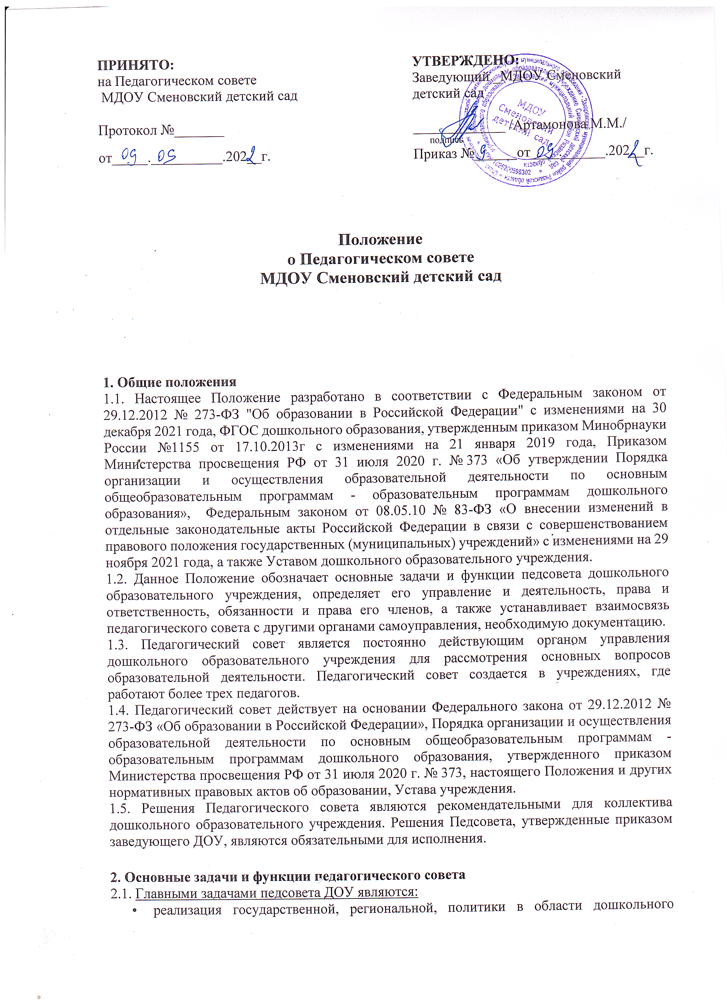 ПРИНЯТО:
на Педагогическом совете
МДОУ Сменовский детский сад
Протокол №_______
от_____.__________.202__г.
09 09 2
УТВЕРЖДЕНО:
Заведующий _МДОУ Сменовский
детский сад
_____________ /Артамонова М.М./
подпись
Приказ №______от____.______.202__г.
9 09 2
МДОУ
Сменовский
детский сад
1026200598302
Положение
о Педагогическом совете
МДОУ Сменовский детский сад
1. Общие положения
1.1. Настоящее Положение разработано в соответствии с Федеральным законом от
29.12.2012 № 273-ФЗ "Об образовании в Российской Федерации" с изменениями на 30
декабря 2021 года, ФГОС дошкольного образования, утвержденным приказом Минобрнауки
России №1155 от 17.10.2013г с изменениями на 21 января 2019 года, Приказом
Министерства просвещения РФ от 31 июля 2020 г. № 373 «Об утверждении Порядка
организации и осуществления образовательной деятельности по основным
общеобразовательным программам - образовательным программам дошкольного
образования», Федеральным законом от 08.05.10 № 83-ФЗ «О внесении изменений в
отдельные законодательные акты Российской Федерации в связи с совершенствованием
правового положения государственных (муниципальных) учреждений» с изменениями на 29
ноября 2021 года, а также Уставом дошкольного образовательного учреждения.
1.2. Данное Положение обозначает основные задачи и функции педсовета дошкольного
образовательного учреждения, определяет его управление и деятельность, права и
ответственность, обязанности и права его членов, а также устанавливает взаимосвязь
педагогического совета с другими органами самоуправления, необходимую документацию.
1.3. Педагогический совет является постоянно действующим органом управления
дошкольного образовательного учреждения для рассмотрения основных вопросов
образовательной деятельности. Педагогический совет создается в учреждениях, где
работают более трех педагогов.
1.4. Педагогический совет действует на основании Федерального закона от 29.12.2012 №
273-ФЗ «Об образовании в Российской Федерации», Порядка организации и осуществления
образовательной деятельности по основным общеобразовательным программам -
образовательным программам дошкольного образования, утвержденного приказом
Министерства просвещения РФ от 31 июля 2020 г. № 373, настоящего Положения и других
нормативных правовых актов об образовании, Устава учреждения.
1.5. Решения Педагогического совета являются рекомендательными для коллектива
дошкольного образовательного учреждения. Решения Педсовета, утвержденные приказом
заведующего ДОУ, являются обязательными для исполнения.
2. Основные задачи и функции педагогического совета
2.1. Главными задачами педсовета ДОУ являются:
• реализация государственной, региональной, политики в области дошкольного